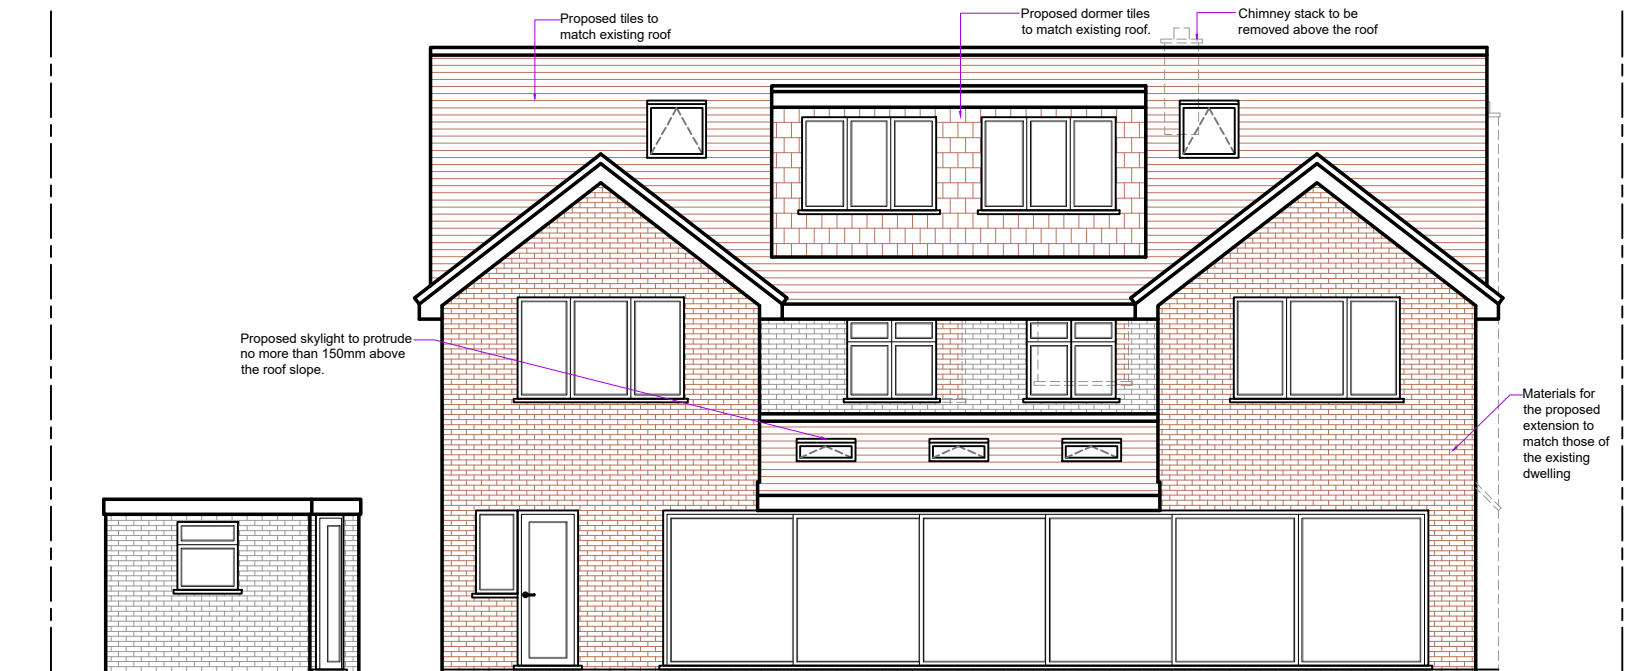 Proposed tiles to
match existing roof
Proposed dormer tiles
to match existing roof.
Chimney stack to be
removed above the roof
Proposed skylight to protrude
no more than 150mm above
the roof slope.
Materials for
the proposed
extension to
match those of
the existing
dwelling